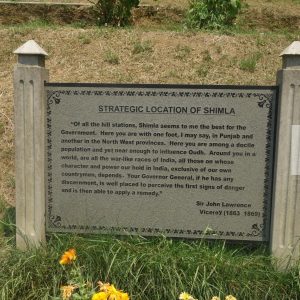 STRATEGIC LOCATION OF SHIMLA
"Of all the hill stations, Shimla seems to me the best for the
Government. Here you are with one foot, I may say, in Punjab and
another in the North West provinces. Here you are among a docile
population and yet near enough to influence Oudh. Around you in a
world, are all the war-like races of India, all those on whose
character and power our hold in India, exclusive of our own
countrymen, depends. Your Governor General, if he has any
discernment, is well placed to perceive the first signs of danger
and is then able to apply a remedy."
Sir John Lawrence
Viceroy (1863 1869)